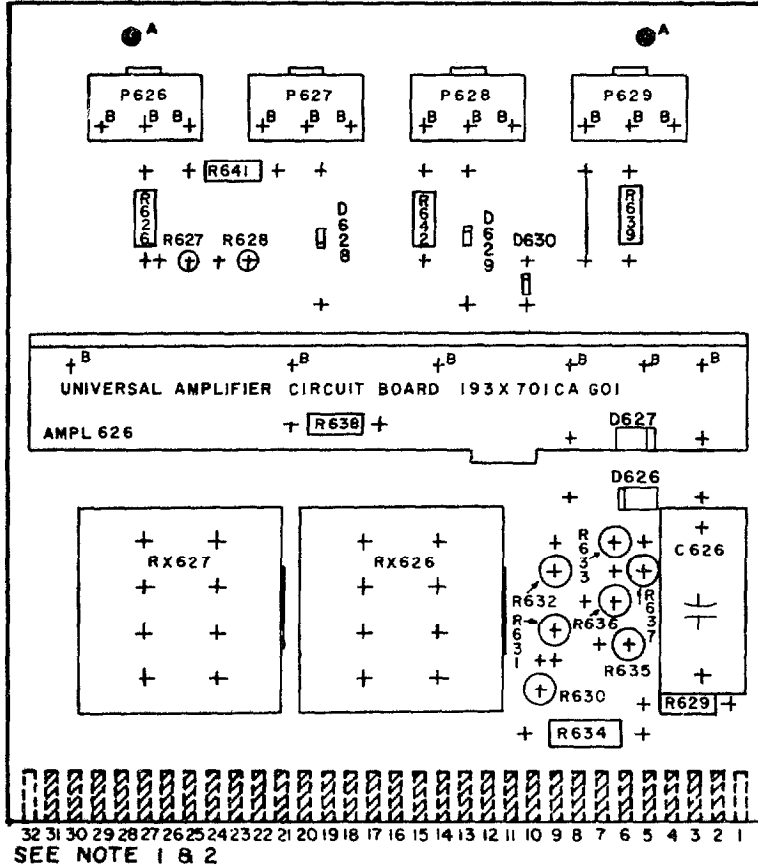 A A
P626 P627 P628 P629
B B B B B B B B B B B B
R641
R626 R627 R628 D628 R642 D629 D630 R639
B B B B B B
UNIVERSAL AMPLIFIER CIRCUIT BOARD 193X701CA G01
R638 D627
AMPL 626
D626
RX627 RX626 R633 C626
R632 R631 R636 R637
R635
R630 R629
R634
32 31 30 29 28 27 26 25 24 23 22 21 20 19 18 17 16 15 14 13 12 11 10 9 8 7 6 5 4 3 2 1
SEE NOTE 1 & 2